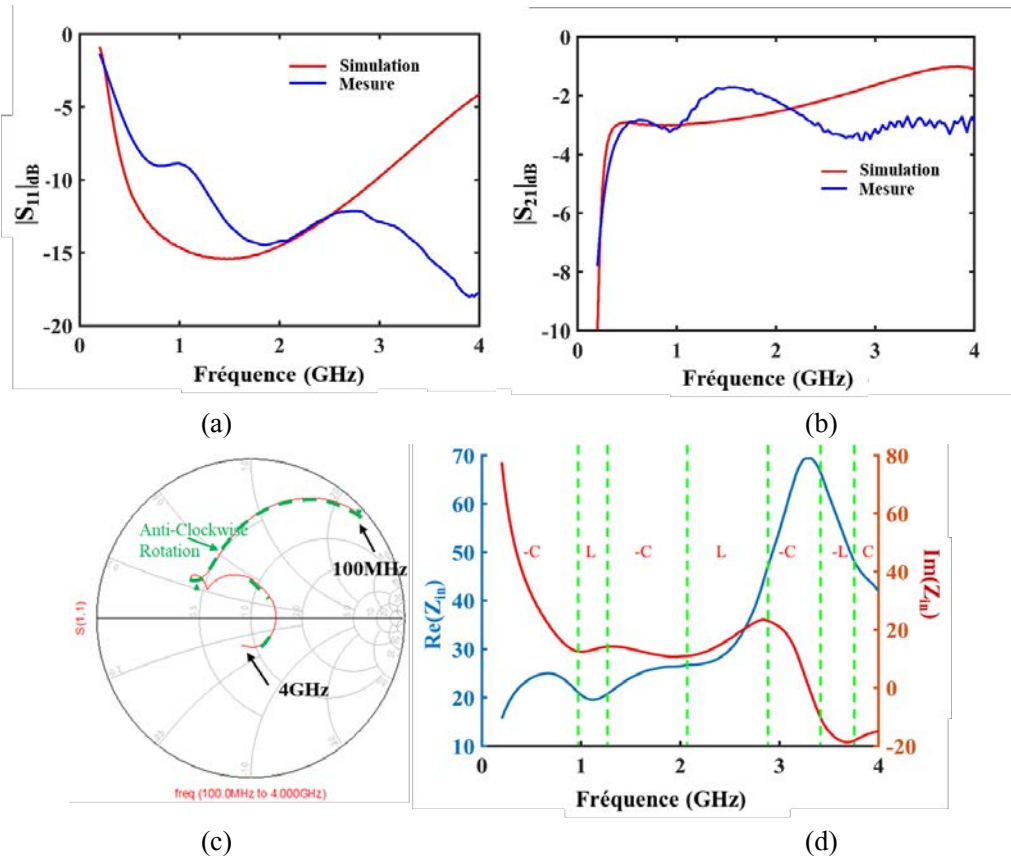 0
-5
-10
-15
-20
0
1
2
3
4
|S11|dB
Fréquence (GHz)
Simulation
Mesure
(a)
0
-2
-4
-6
-8
-10
0
1
2
3
4
|S21|dB
Fréquence (GHz)
Simulation
Mesure
(b)
Anti-Clockwise
Rotation
100MHz
4GHz
S(1,1)
freq (100.0MHz to 4.000GHz)
(c)
70
60
50
40
30
20
10
80
60
40
20
0
-20
0
1
2
3
4
Re(Zin)
Im(Zin)
-C
L
-C
L
-C
-L
C
Fréquence (GHz)
(d)